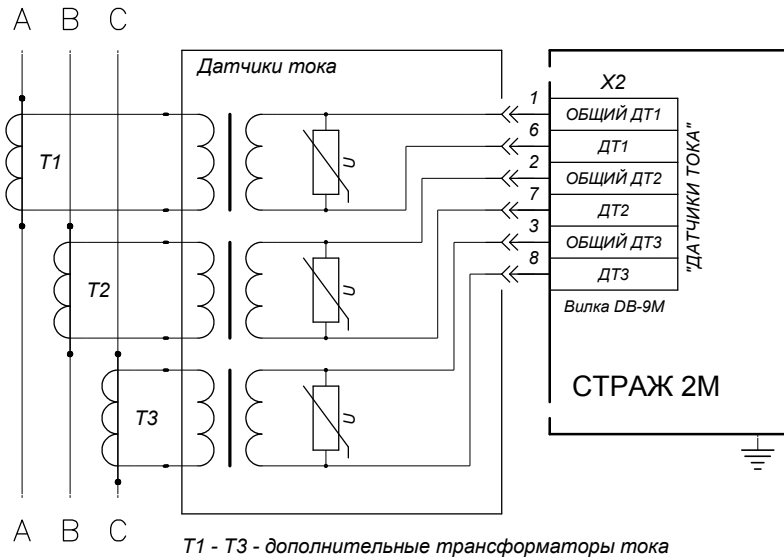 A B C
Датчики тока
X2
1 ОБЩИЙ ДТ1
6 ДТ1
2 ОБЩИЙ ДТ2
7 ДТ2
3 ОБЩИЙ ДТ3
8 ДТ3
"ДАТЧИКИ ТОКА"
Вилка DB-9M
T1
U
T2
U
T3
U
СТРАЖ 2М
A B C
T1 - T3 - дополнительные трансформаторы тока